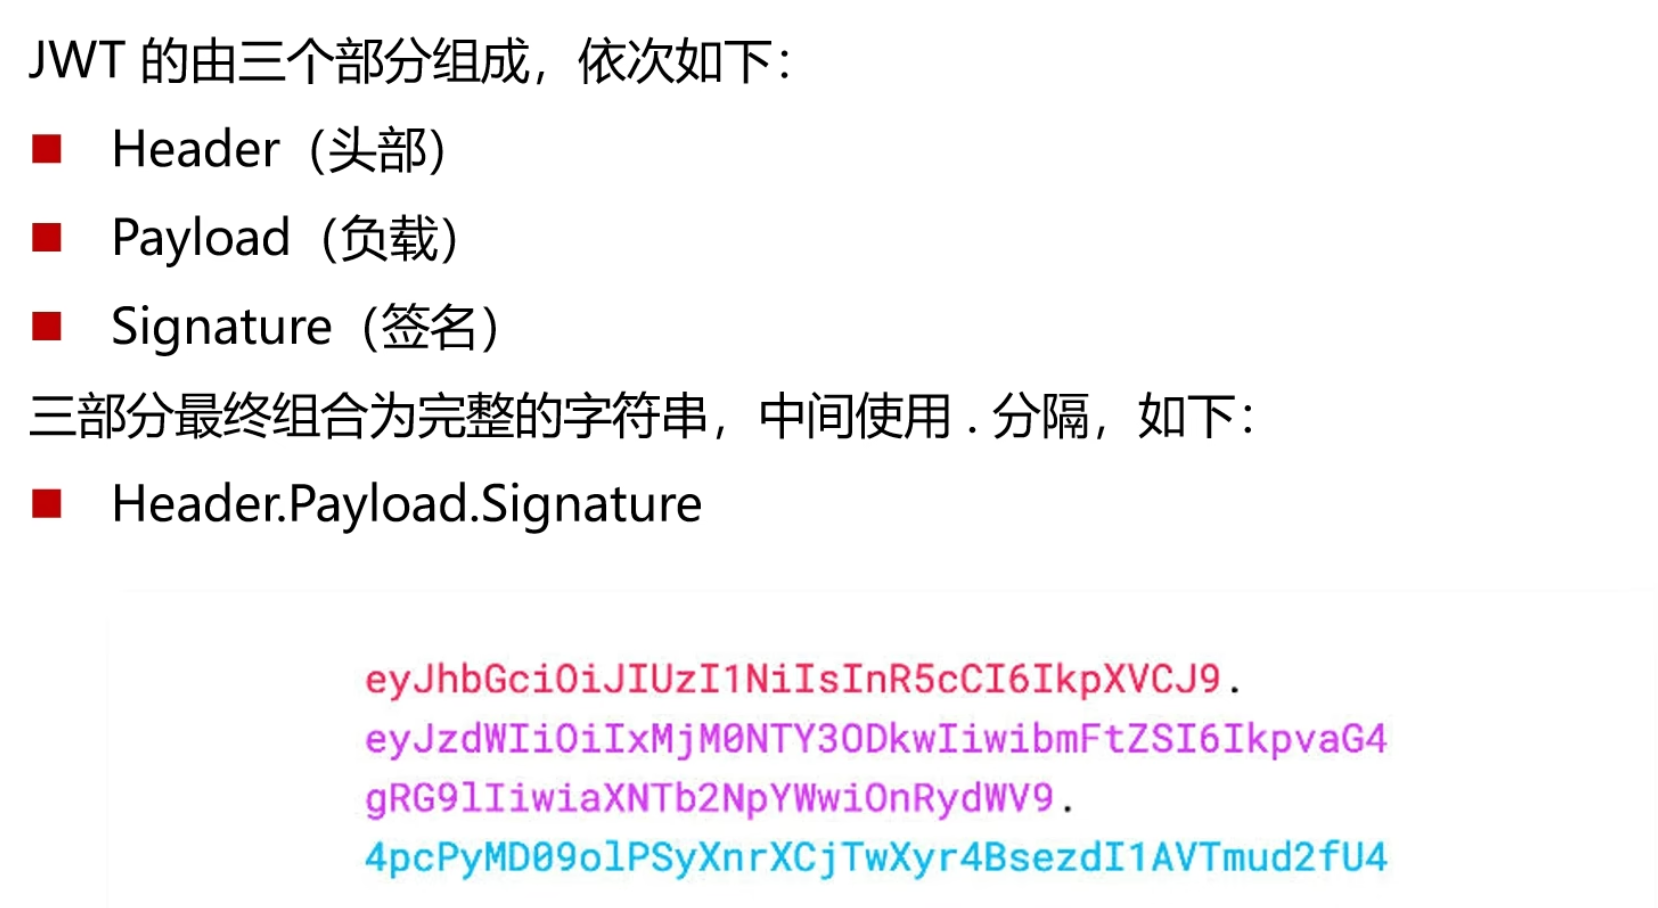 JWT 的由三个部分组成，依次如下：
Header（头部）
Payload（负载）
Signature（签名）
三部分最终组合为完整的字符串，中间使用 . 分隔，如下：
Header.Payload.Signature
eyJhbGciOiJIUzI1NiIsInR5cCI6IkpXVCJ9.
eyJzdWIiOiIxMjM0NTY3ODkwIiwibmFtZSI6IkpvaG4
gRG9lIiwiaXNTb2NpYWwiOnRydWV9.
4pcPyMD09olPSyXnrXCjTwXyr4BsezdI1AVTmud2fU4